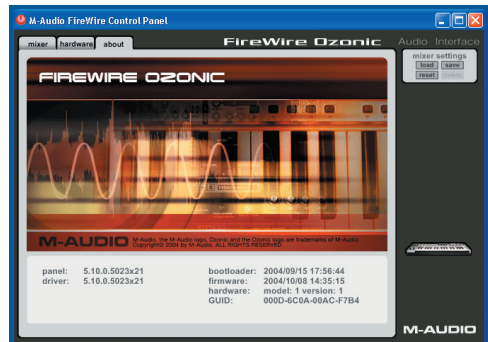 M-Audio FireWire Control Panel
mixer hardware about FireWire Ozonic Audio Interface
mixer settings
load save
reset
FIREWIRE OZONIC
M-AUDIO M-Audio, the M-Audio logo, Ozonic and the Ozonic logo are trademarks of M-Audio
Copyright© 2004 by M-Audio. ALL RIGHTS RESERVED
panel: 5.10.0.5023x21 bootloader: 2004/09/15 17:56:44
driver: 5.10.0.5023x21 firmware: 2004/10/08 14:35:15
hardware: model: 1 version: 1
GUID: 000D-6C0A-00AC-F7B4
M-AUDIO